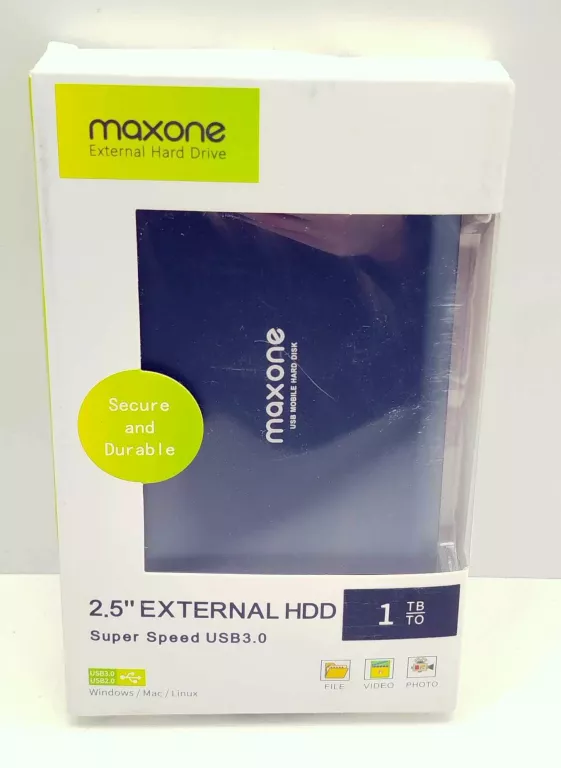 maxone
External Hard Drive
maxone
USB MOBILE HARD DISK
Secure
and
Durable
2.5" EXTERNAL HDD
1 TB
TO
Super Speed USB3.0
USB3.0
USB2.0
Windows / Mac / Linux
FILE VIDEO PHOTO